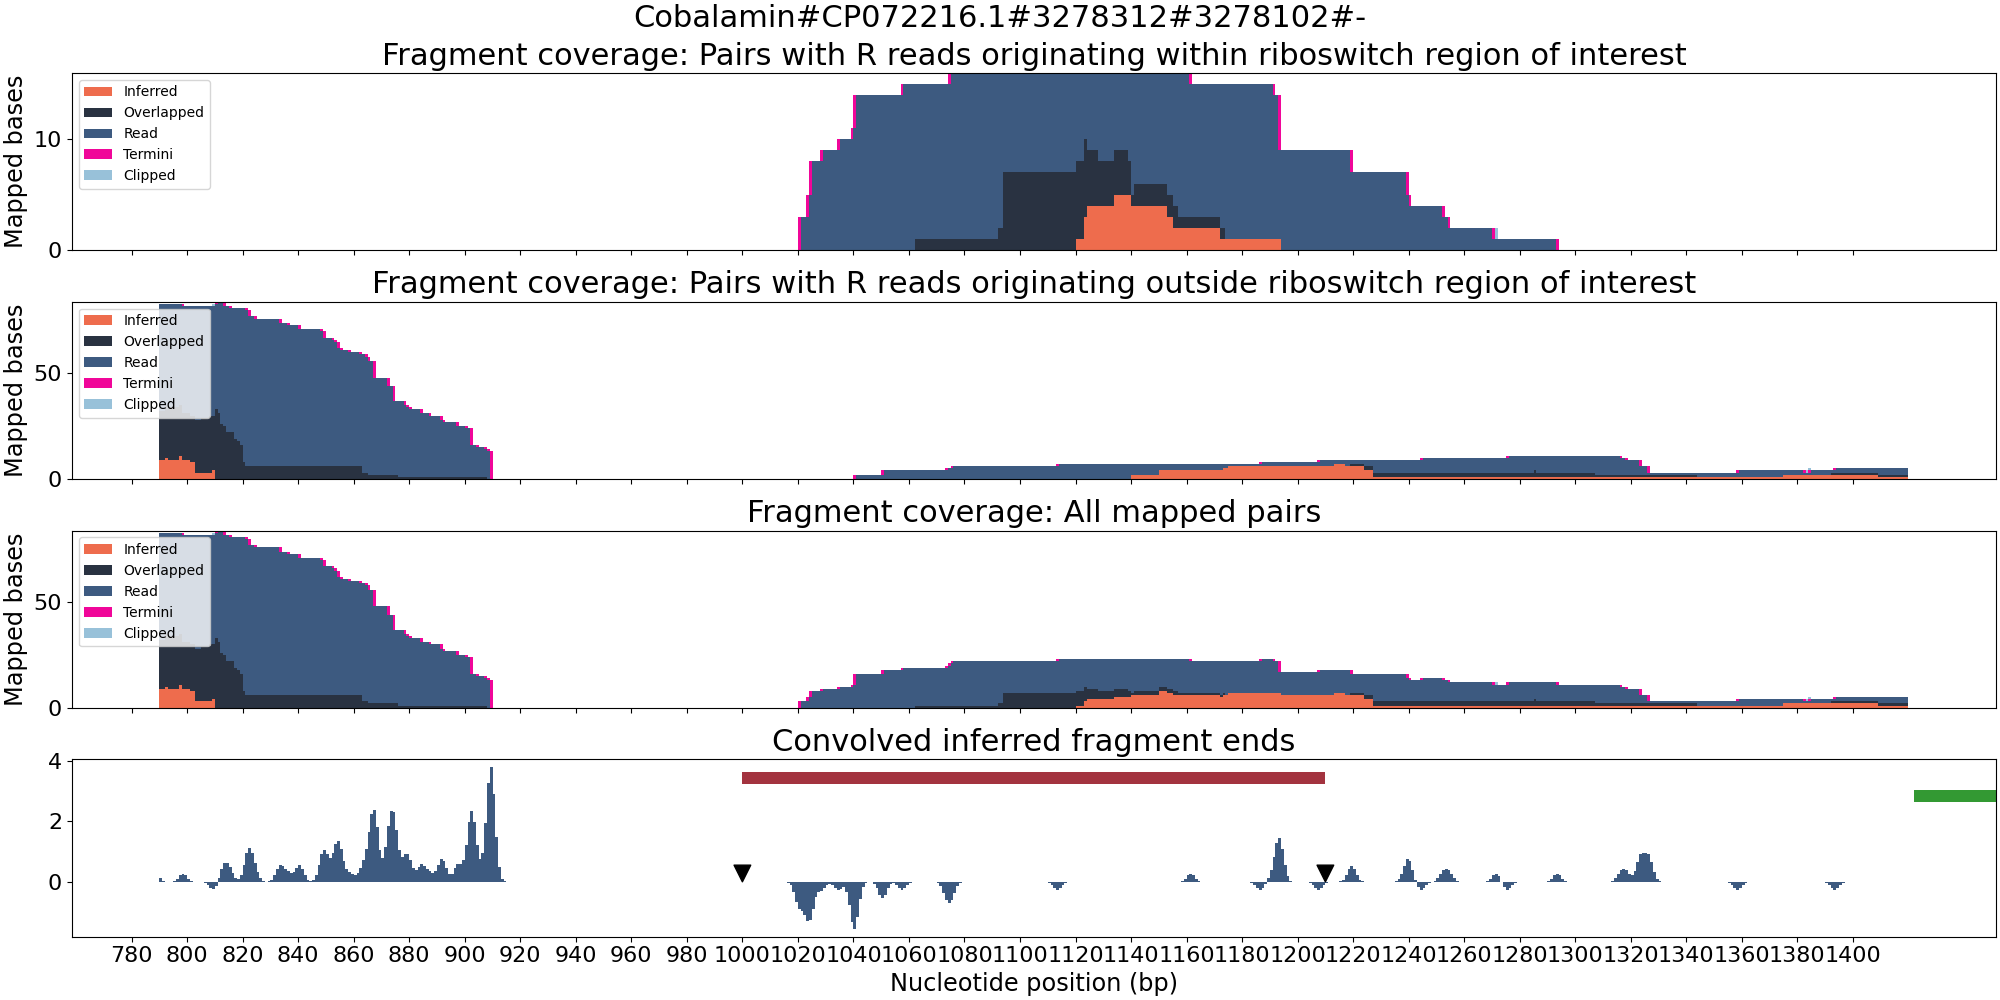 Cobalamin#CP072216.1#3278312#3278102#-
Fragment coverage: Pairs with R reads originating within riboswitch region of interest
Mapped bases
10
0
Inferred
Overlapped
Read
Termini
Clipped
Fragment coverage: Pairs with R reads originating outside riboswitch region of interest
Mapped bases
50
0
Inferred
Overlapped
Read
Termini
Clipped
Fragment coverage: All mapped pairs
Mapped bases
50
0
Inferred
Overlapped
Read
Termini
Clipped
Convolved inferred fragment ends
4
2
0
780 800 820 840 860 880 900 920 940 960 980 1000 1020 1040 1060 1080 1100 1120 1140 1160 1180 1200 1220 1240 1260 1280 1300 1320 1340 1360 1380 1400
Nucleotide position (bp)